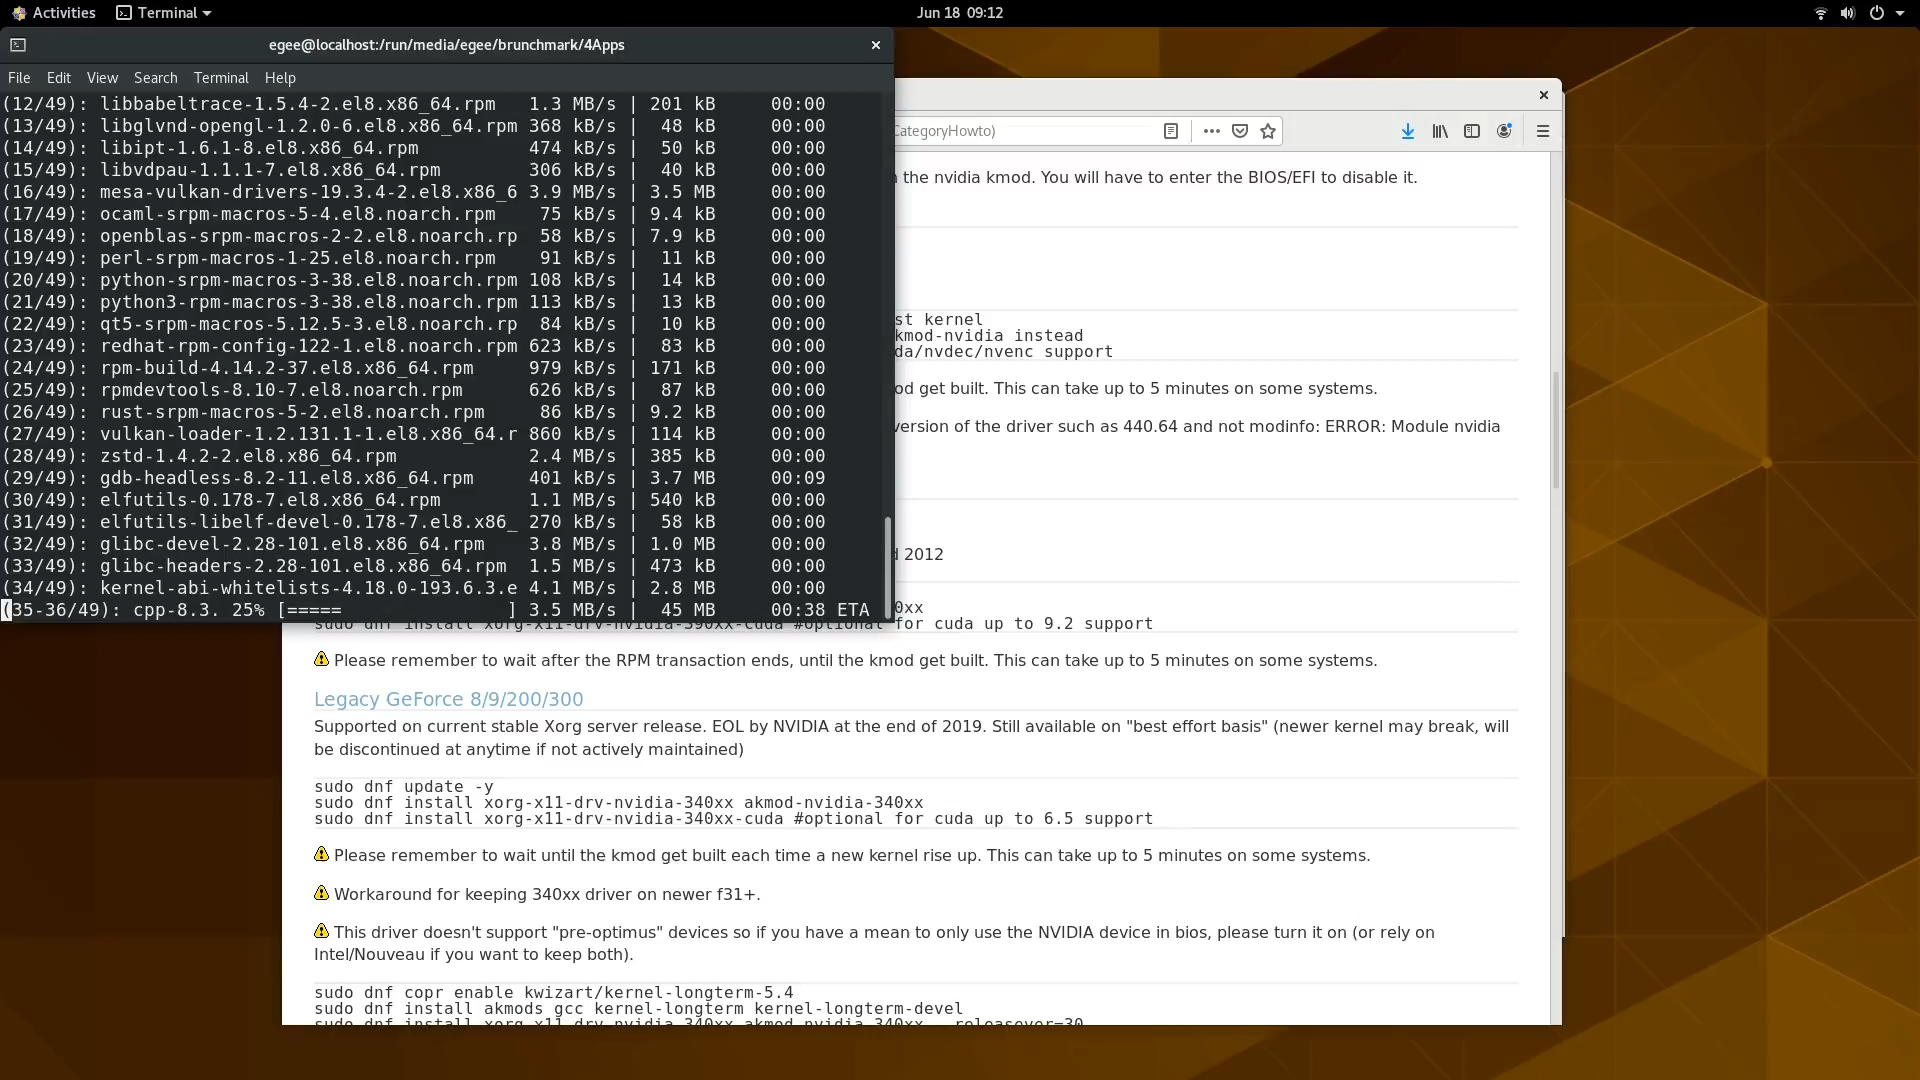 Activities
Terminal
Jun 18 09:12
egee@localhost:/run/media/egee/brunchmark/4Apps
File Edit View Search Terminal Help
(12/49): libbabeltrace-1.5.4-2.el8.x86_64.rpm 1.3 MB/s | 201 kB 00:00
(13/49): libglvnd-opengl-1.2.0-6.el8.x86_64.rpm 368 kB/s | 48 kB 00:00
(14/49): libipt-1.6.1-8.el8.x86_64.rpm 474 kB/s | 50 kB 00:00
(15/49): libvdpau-1.1.1-7.el8.x86_64.rpm 306 kB/s | 40 kB 00:00
(16/49): mesa-vulkan-drivers-19.3.4-2.el8.x86_6 3.9 MB/s | 3.5 MB 00:00
(17/49): ocaml-srpm-macros-5-4.el8.noarch.rpm 75 kB/s | 9.4 kB 00:00
(18/49): openblas-srpm-macros-2-2.el8.noarch.rp 58 kB/s | 7.9 kB 00:00
(19/49): perl-srpm-macros-1-25.el8.noarch.rpm 91 kB/s | 11 kB 00:00
(20/49): python-srpm-macros-3-38.el8.noarch.rpm 108 kB/s | 14 kB 00:00
(21/49): python3-rpm-macros-3-38.el8.noarch.rpm 113 kB/s | 13 kB 00:00
(22/49): qt5-srpm-macros-5.12.5-3.el8.noarch.rp 84 kB/s | 10 kB 00:00
(23/49): redhat-rpm-config-122-1.el8.noarch.rpm 623 kB/s | 83 kB 00:00
(24/49): rpm-build-4.14.2-37.el8.x86_64.rpm 979 kB/s | 171 kB 00:00
(25/49): rpmdevtools-8.10-7.el8.noarch.rpm 626 kB/s | 87 kB 00:00
(26/49): rust-srpm-macros-5-2.el8.noarch.rpm 86 kB/s | 9.2 kB 00:00
(27/49): vulkan-loader-1.2.131.1-1.el8.x86_64.r 860 kB/s | 114 kB 00:00
(28/49): zstd-1.4.2-2.el8.x86_64.rpm 2.4 MB/s | 385 kB 00:00
(29/49): gdb-headless-8.2-11.el8.x86_64.rpm 401 kB/s | 3.7 MB 00:09
(30/49): elfutils-0.178-7.el8.x86_64.rpm 1.1 MB/s | 540 kB 00:00
(31/49): elfutils-libelf-devel-0.178-7.el8.x86_ 270 kB/s | 58 kB 00:00
(32/49): glibc-devel-2.28-101.el8.x86_64.rpm 3.8 MB/s | 1.0 MB 00:00
(33/49): glibc-headers-2.28-101.el8.x86_64.rpm 1.5 MB/s | 473 kB 00:00
(34/49): kernel-abi-whitelists-4.18.0-193.6.3.e 4.1 MB/s | 2.8 MB 00:00
(35-36/49): cpp-8.3. 25% [===== ] 3.5 MB/s | 45 MB 00:38 ETA
CategoryHowto)
the nvidia kmod. You will have to enter the BIOS/EFI to disable it.
st kernel
kmod-nvidia instead
da/nvdec/nvenc support
od get built. This can take up to 5 minutes on some systems.
version of the driver such as 440.64 and not modinfo: ERROR: Module nvidia
d 2012
0xx
sudo dnf install xorg-x11-drv-nvidia-390xx-cuda #optional for cuda up to 9.2 support
Please remember to wait after the RPM transaction ends, until the kmod get built. This can take up to 5 minutes on some systems.
Legacy GeForce 8/9/200/300
Supported on current stable Xorg server release. EOL by NVIDIA at the end of 2019. Still available on "best effort basis" (newer kernel may break, will
be discontinued at anytime if not actively maintained)
sudo dnf update -y
sudo dnf install xorg-x11-drv-nvidia-340xx akmod-nvidia-340xx
sudo dnf install xorg-x11-drv-nvidia-340xx-cuda #optional for cuda up to 6.5 support
Please remember to wait until the kmod get built each time a new kernel rise up. This can take up to 5 minutes on some systems.
Workaround for keeping 340xx driver on newer f31+.
This driver doesn't support "pre-optimus" devices so if you have a mean to only use the NVIDIA device in bios, please turn it on (or rely on
Intel/Nouveau if you want to keep both).
sudo dnf copr enable kwizart/kernel-longterm-5.4
sudo dnf install akmods gcc kernel-longterm kernel-longterm-devel
sudo dnf install xorg-x11-drv-nvidia-340xx akmod-nvidia-340xx --releasever=30